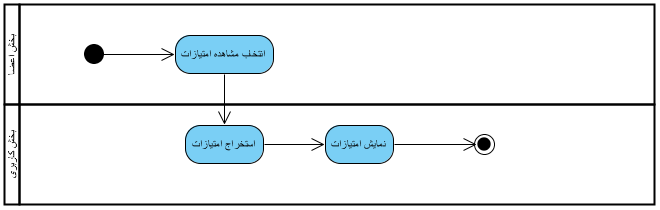 بخش اعضا
انتخاب مشاهده امتیازات
بخش کاربری
استخراج امتیازات
نمایش امتیازات